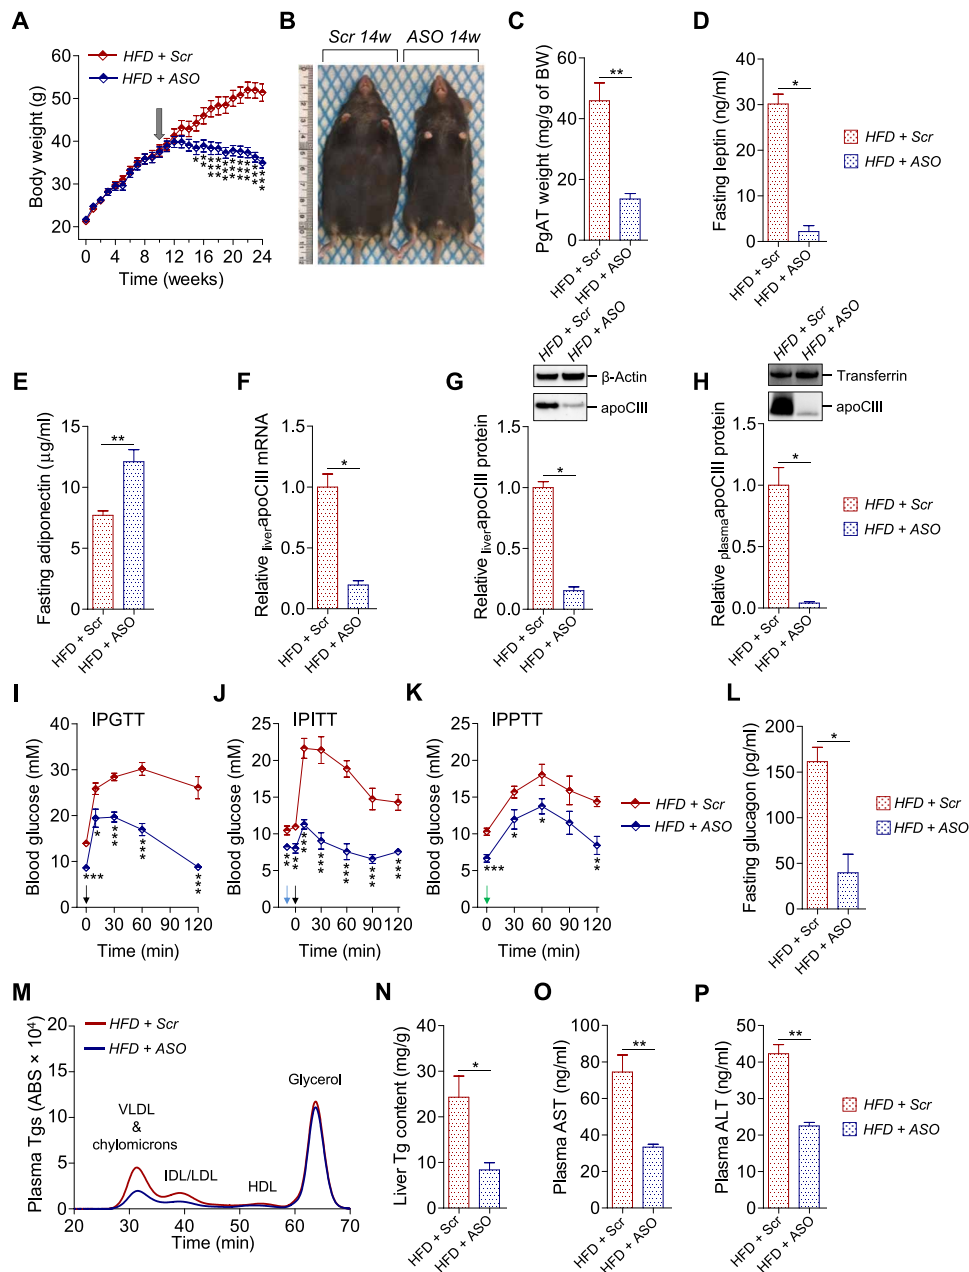 A
HFD + Scr
HFD + ASO
Body weight (g)
60
50
40
30
20
0 4 8 12 16 20 24
Time (weeks)
B
Scr 14w ASO 14w
C
PgAT weight (mg/g of BW)
60
40
20
0
**
HFD + Scr
HFD + ASO
D
Fasting leptin (ng/ml)
40
30
20
10
0
*
HFD + Scr
HFD + ASO
HFD + Scr
HFD + ASO
E
Fasting adiponectin (µg/ml)
15
10
5
0
**
HFD + Scr
HFD + ASO
F
Relative liverapoCIII mRNA
1.5
1.0
0.5
0.0
*
HFD + Scr
HFD + ASO
G
HFD + Scr
HFD + ASO
β-Actin
apoCIII
Relative liverapoCIII protein
1.5
1.0
0.5
0.0
*
HFD + Scr
HFD + ASO
H
HFD + Scr
HFD + ASO
Transferrin
apoCIII
Relative plasmaapoCIII protein
1.5
1.0
0.5
0.0
*
HFD + Scr
HFD + ASO
HFD + Scr
HFD + ASO
I
IPGTT
Blood glucose (mM)
40
30
20
10
0
*
***
***
***
***
0 30 60 90 120
Time (min)
J
IPITT
Blood glucose (mM)
25
20
15
10
5
0
**
**
***
***
***
***
***
0 30 60 90 120
Time (min)
K
IPPTT
Blood glucose (mM)
25
20
15
10
5
0
***
*
*
**
0 30 60 90 120
Time (min)
HFD + Scr
HFD + ASO
L
Fasting glucagon (pg/ml)
200
150
100
50
0
*
HFD + Scr
HFD + ASO
HFD + Scr
HFD + ASO
M
HFD + Scr
HFD + ASO
Plasma Tgs (ABS × 10⁴)
20
15
10
5
0
VLDL
&
chylomicrons
IDL/LDL
HDL
Glycerol
20 30 40 50 60 70
Time (min)
N
Liver Tg content (mg/g)
40
30
20
10
0
*
HFD + Scr
HFD + ASO
O
Plasma AST (ng/ml)
100
80
60
40
20
0
**
HFD + Scr
HFD + ASO
P
Plasma ALT (ng/ml)
50
40
30
20
10
0
**
HFD + Scr
HFD + ASO
HFD + Scr
HFD + ASO